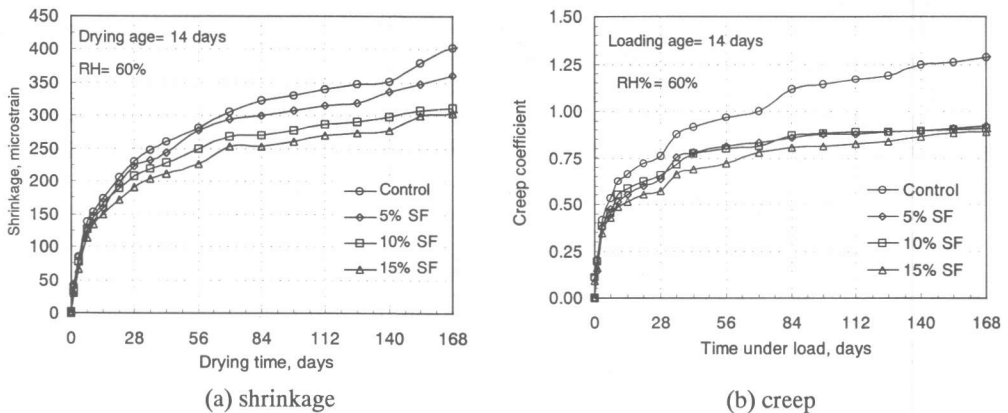 450
400
350
300
250
200
150
100
50
0
Shrinkage, microstrain
Drying age= 14 days
RH= 60%
Control
5% SF
10% SF
15% SF
0 28 56 84 112 140 168
Drying time, days
(a) shrinkage
1.50
1.25
1.00
0.75
0.50
0.25
0.00
Creep coefficient
Loading age= 14 days
RH%= 60%
Control
5% SF
10% SF
15% SF
0 28 56 84 112 140 168
Time under load, days
(b) creep